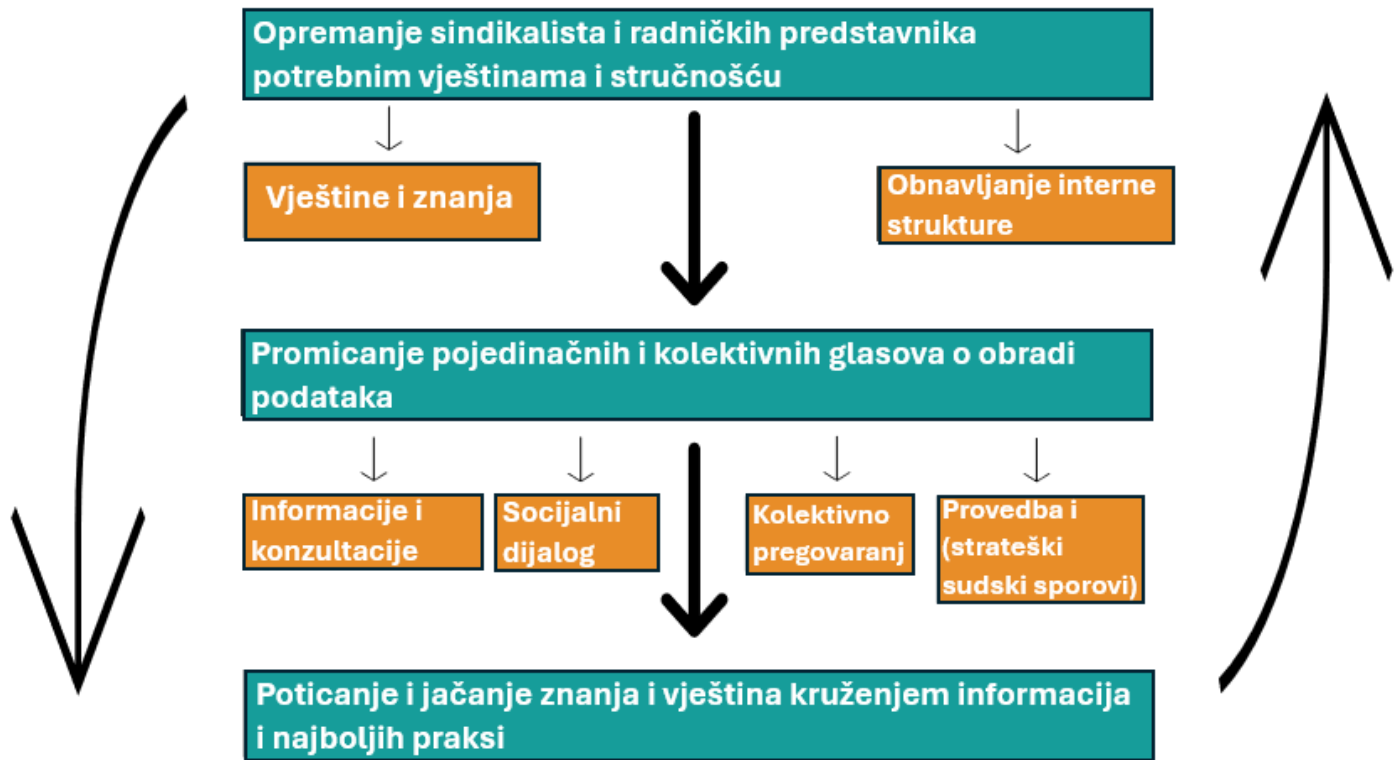 Opremanje sindikalista i radničkih predstavnika
potrebnim vještinama i stručnošću
Vještine i znanja
Obnavljanje interne
strukture
Promicanje pojedinačnih i kolektivnih glasova o obradi
podataka
Informacije i
konzultacije
Socijalni
dijalog
Kolektivno
pregovaranj
Provedba i
(strateški
sudski sporovi)
Poticanje i jačanje znanja i vještina kruženjem informacija
i najboljih praksi